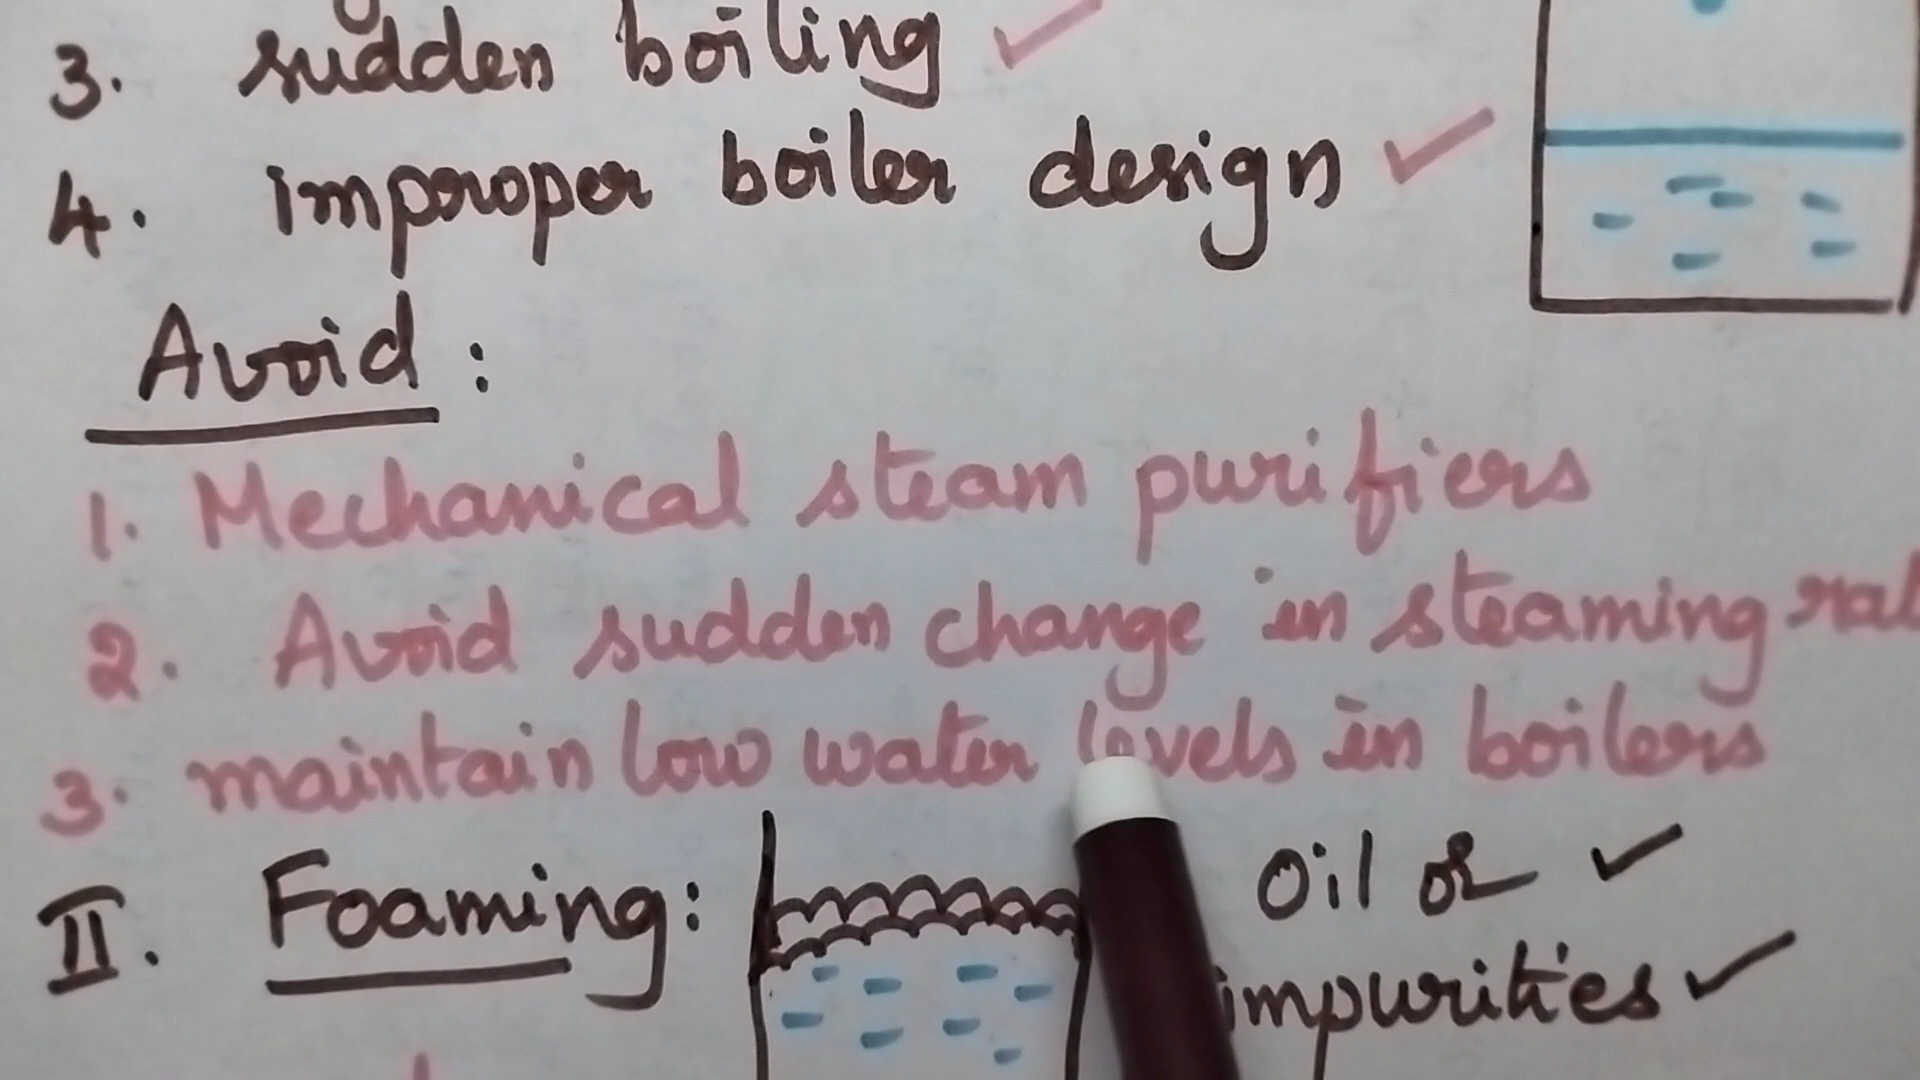 3. sudden boiling
4. improper boiler design
Avoid :
1. Mechanical steam purifiers
2. Avoid sudden change in steaming
3. maintain low water levels in boilers
II. Foaming :
Oil or
impurities